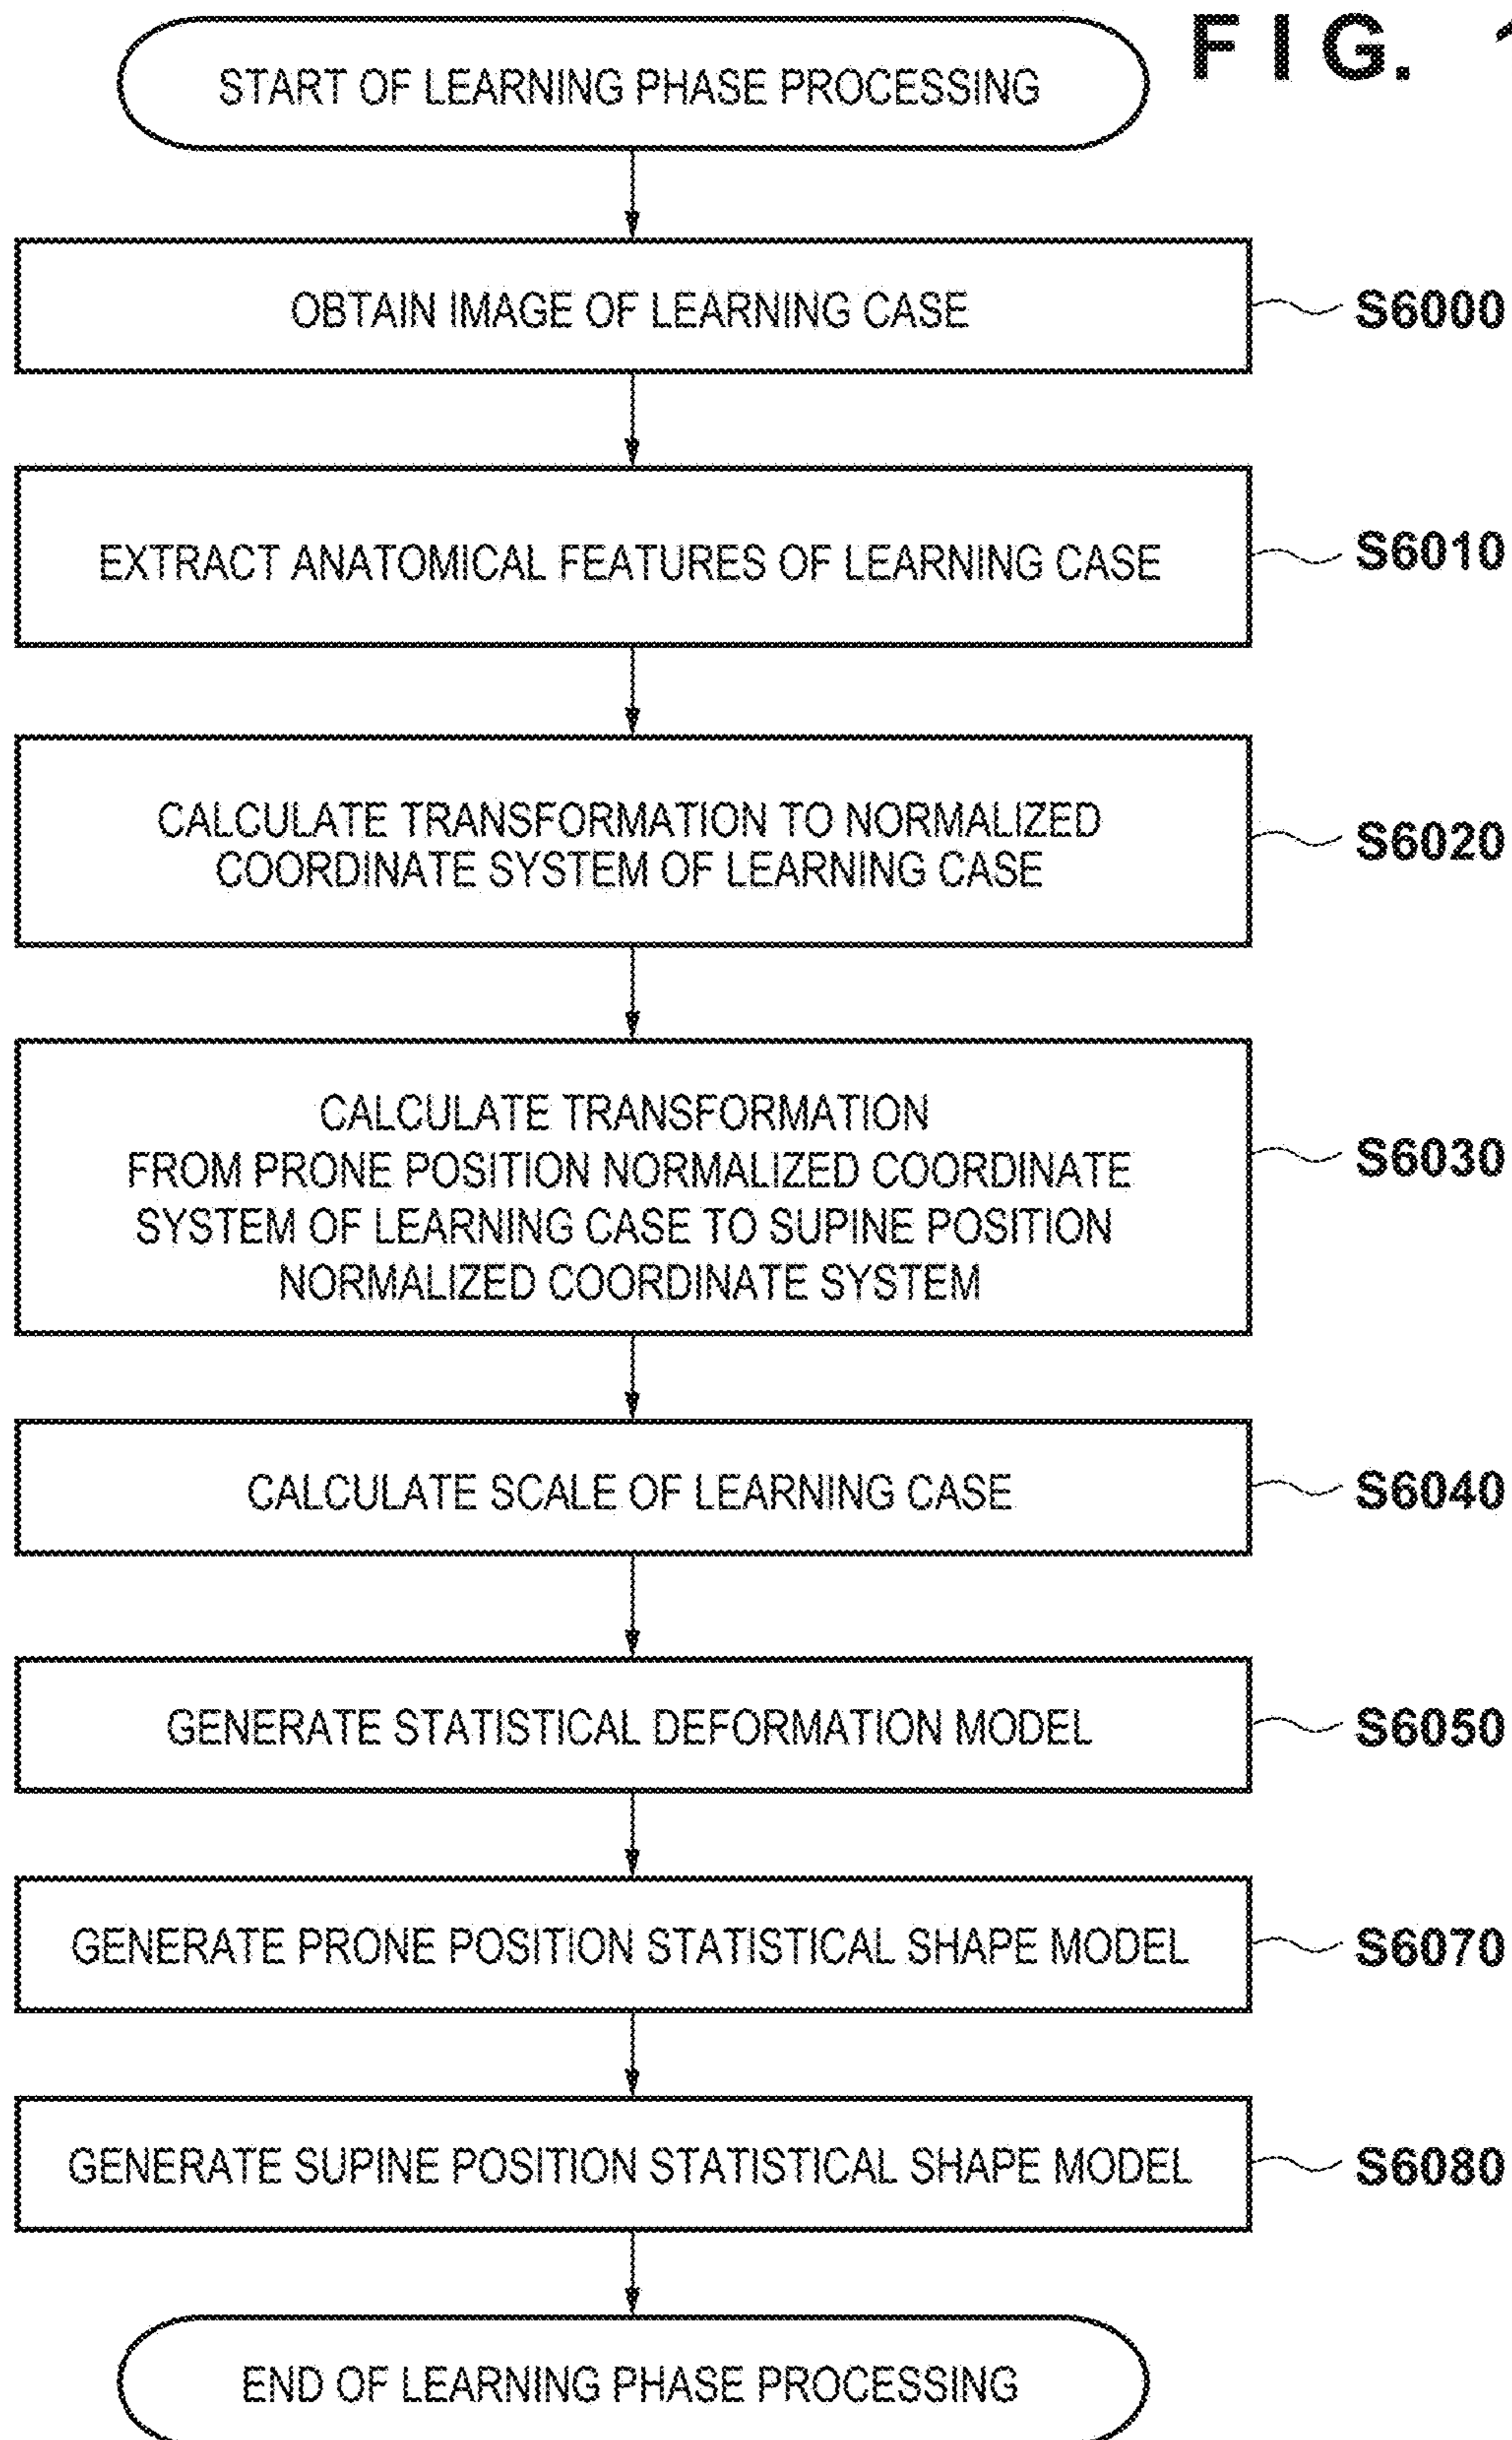 FIG.
START OF LEARNING PHASE PROCESSING
OBTAIN IMAGE OF LEARNING CASE
S6000
EXTRACT ANATOMICAL FEATURES OF LEARNING CASE
S6010
CALCULATE TRANSFORMATION TO NORMALIZED
COORDINATE SYSTEM OF LEARNING CASE
S6020
CALCULATE TRANSFORMATION
FROM PRONE POSITION NORMALIZED COORDINATE
SYSTEM OF LEARNING CASE TO SUPINE POSITION
NORMALIZED COORDINATE SYSTEM
S6030
CALCULATE SCALE OF LEARNING CASE
S6040
GENERATE STATISTICAL DEFORMATION MODEL
S6050
GENERATE PRONE POSITION STATISTICAL SHAPE MODEL
S6070
GENERATE SUPINE POSITION STATISTICAL SHAPE MODEL
S6080
END OF LEARNING PHASE PROCESSING